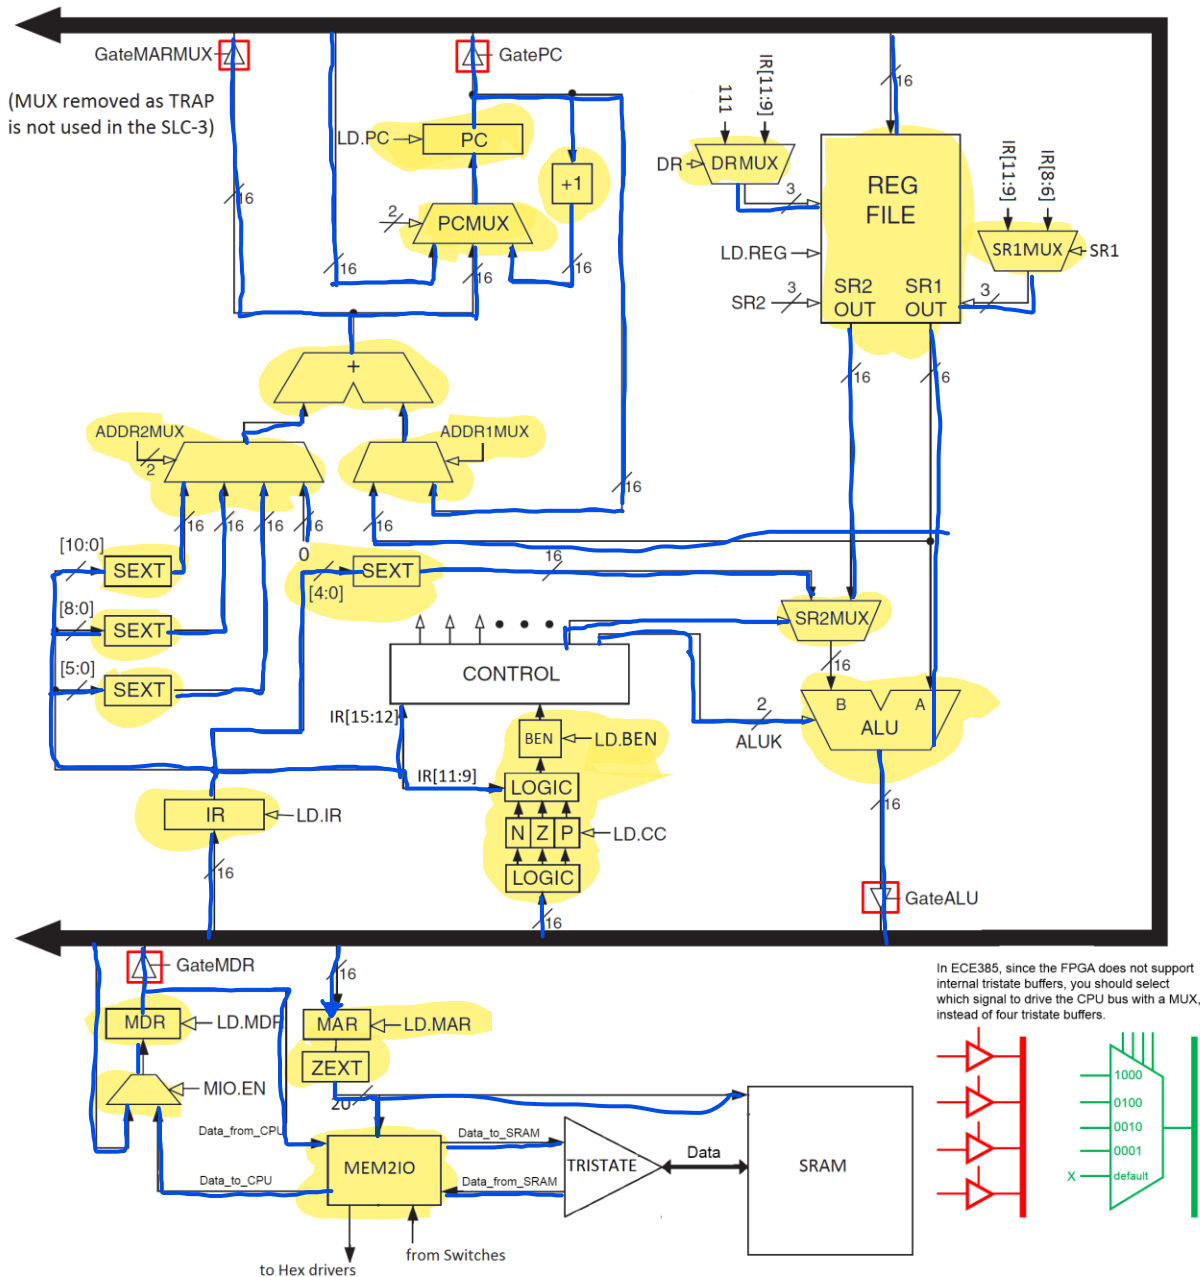 GateMARMUX
GatePC
(MUX removed as TRAP
is not used in the SLC-3)
16
111
IR[11:9]
LD.PC
PC
+1
DR
DRMUX
3
REG
FILE
IR[11:9]
IR[8:6]
16
2
PCMUX
16
16
LD.REG
SR1MUX
SR1
SR2
3
SR2
OUT
SR1
OUT
3
+
16
6
ADDR2MUX
2
ADDR1MUX
16
16
16
16
16
16
0
[10:0]
SEXT
[4:0]
SEXT
16
[8:0]
SEXT
SR2MUX
[5:0]
SEXT
CONTROL
16
B
A
ALU
2
ALUK
IR[15:12]
BEN
LD.BEN
IR[11:9]
LOGIC
IR
LD.IR
N Z P
LD.CC
16
LOGIC
16
16
GateALU
GateMDR
16
MDR
LD.MDR
MAR
LD.MAR
ZEXT
MIO.EN
20
Data_from_CPU
Data_to_SRAM
MEM2IO
TRISTATE
Data
SRAM
Data_to_CPU
Data_from_SRAM
from Switches
to Hex drivers
In ECE385, since the FPGA does not support
internal tristate buffers, you should select
which signal to drive the CPU bus with a MUX,
instead of four tristate buffers.
1000
0100
0010
0001
X
default